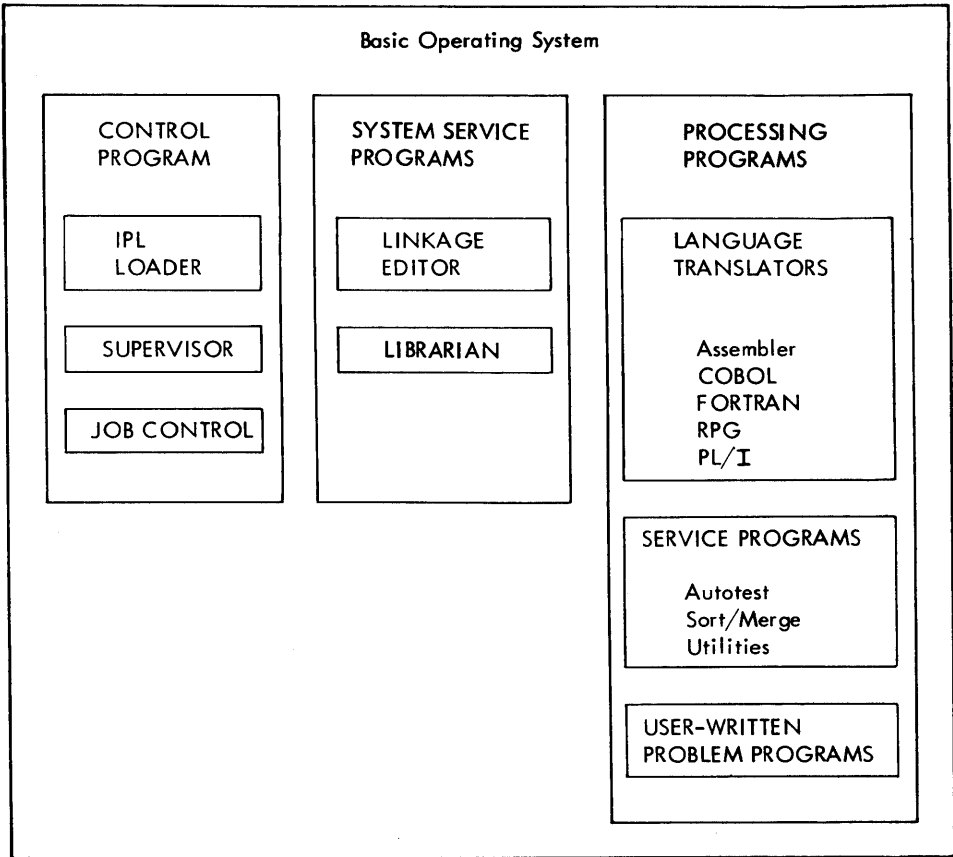 Basic Operating System
CONTROL
PROGRAM
IPL
LOADER
SUPERVISOR
JOB CONTROL
SYSTEM SERVICE
PROGRAMS
LINKAGE
EDITOR
LIBRARIAN
PROCESSING
PROGRAMS
LANGUAGE
TRANSLATORS
Assembler
COBOL
FORTRAN
RPG
PL/I
SERVICE PROGRAMS
Autotest
Sort/Merge
Utilities
USER-WRITTEN
PROBLEM PROGRAMS